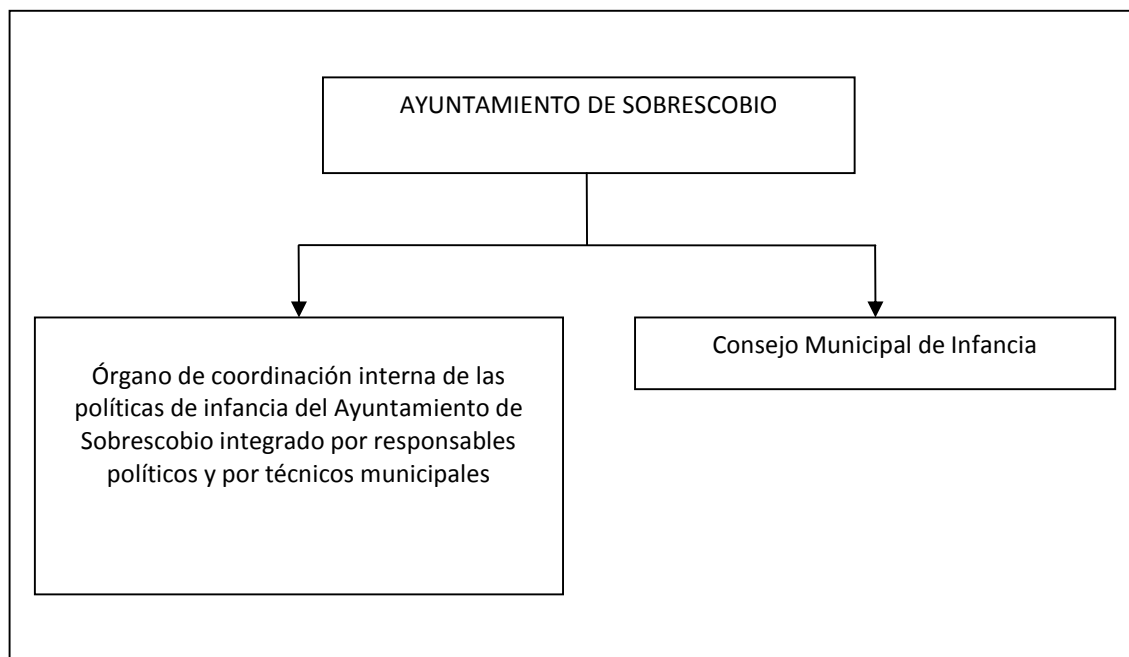 AYUNTAMIENTO DE SOBRESCOBIO
Órgano de coordinación interna de las
políticas de infancia del Ayuntamiento de
Sobrescobio integrado por responsables
políticos y por técnicos municipales
Consejo Municipal de Infancia